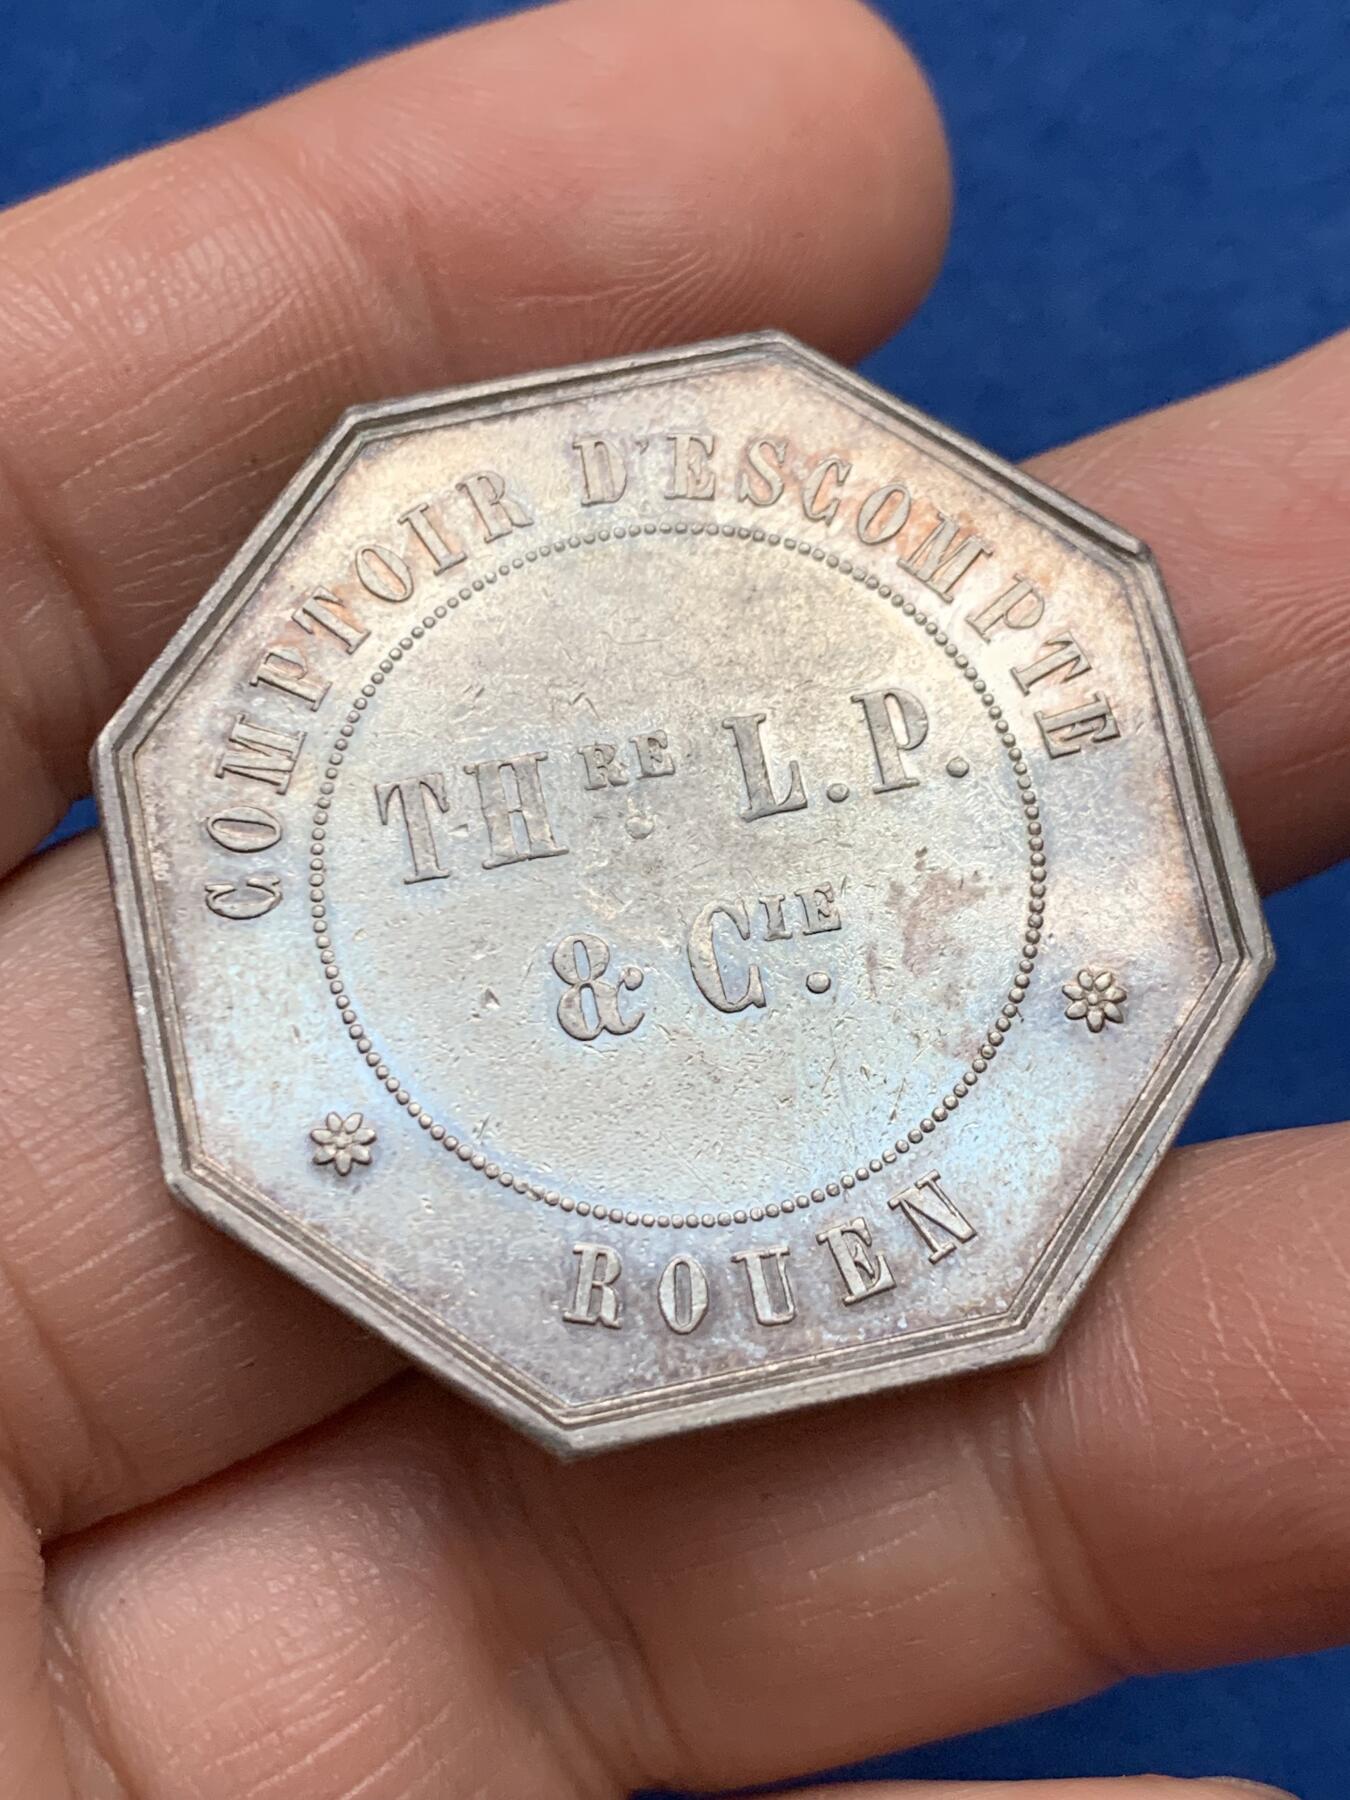 COMPTOIR D'ESCOMPTE
THRE. L.P.
& CIE.
ROUEN